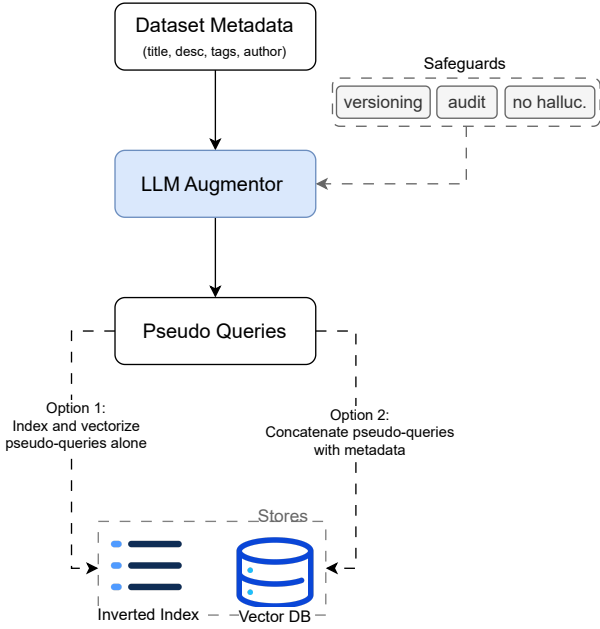 Dataset Metadata
(title, desc, tags, author)
Safeguards
versioning
audit
no halluc.
LLM Augmentor
Pseudo Queries
Option 1:
Index and vectorize
pseudo-queries alone
Option 2:
Concatenate pseudo-queries
with metadata
Stores
Inverted Index
Vector DB